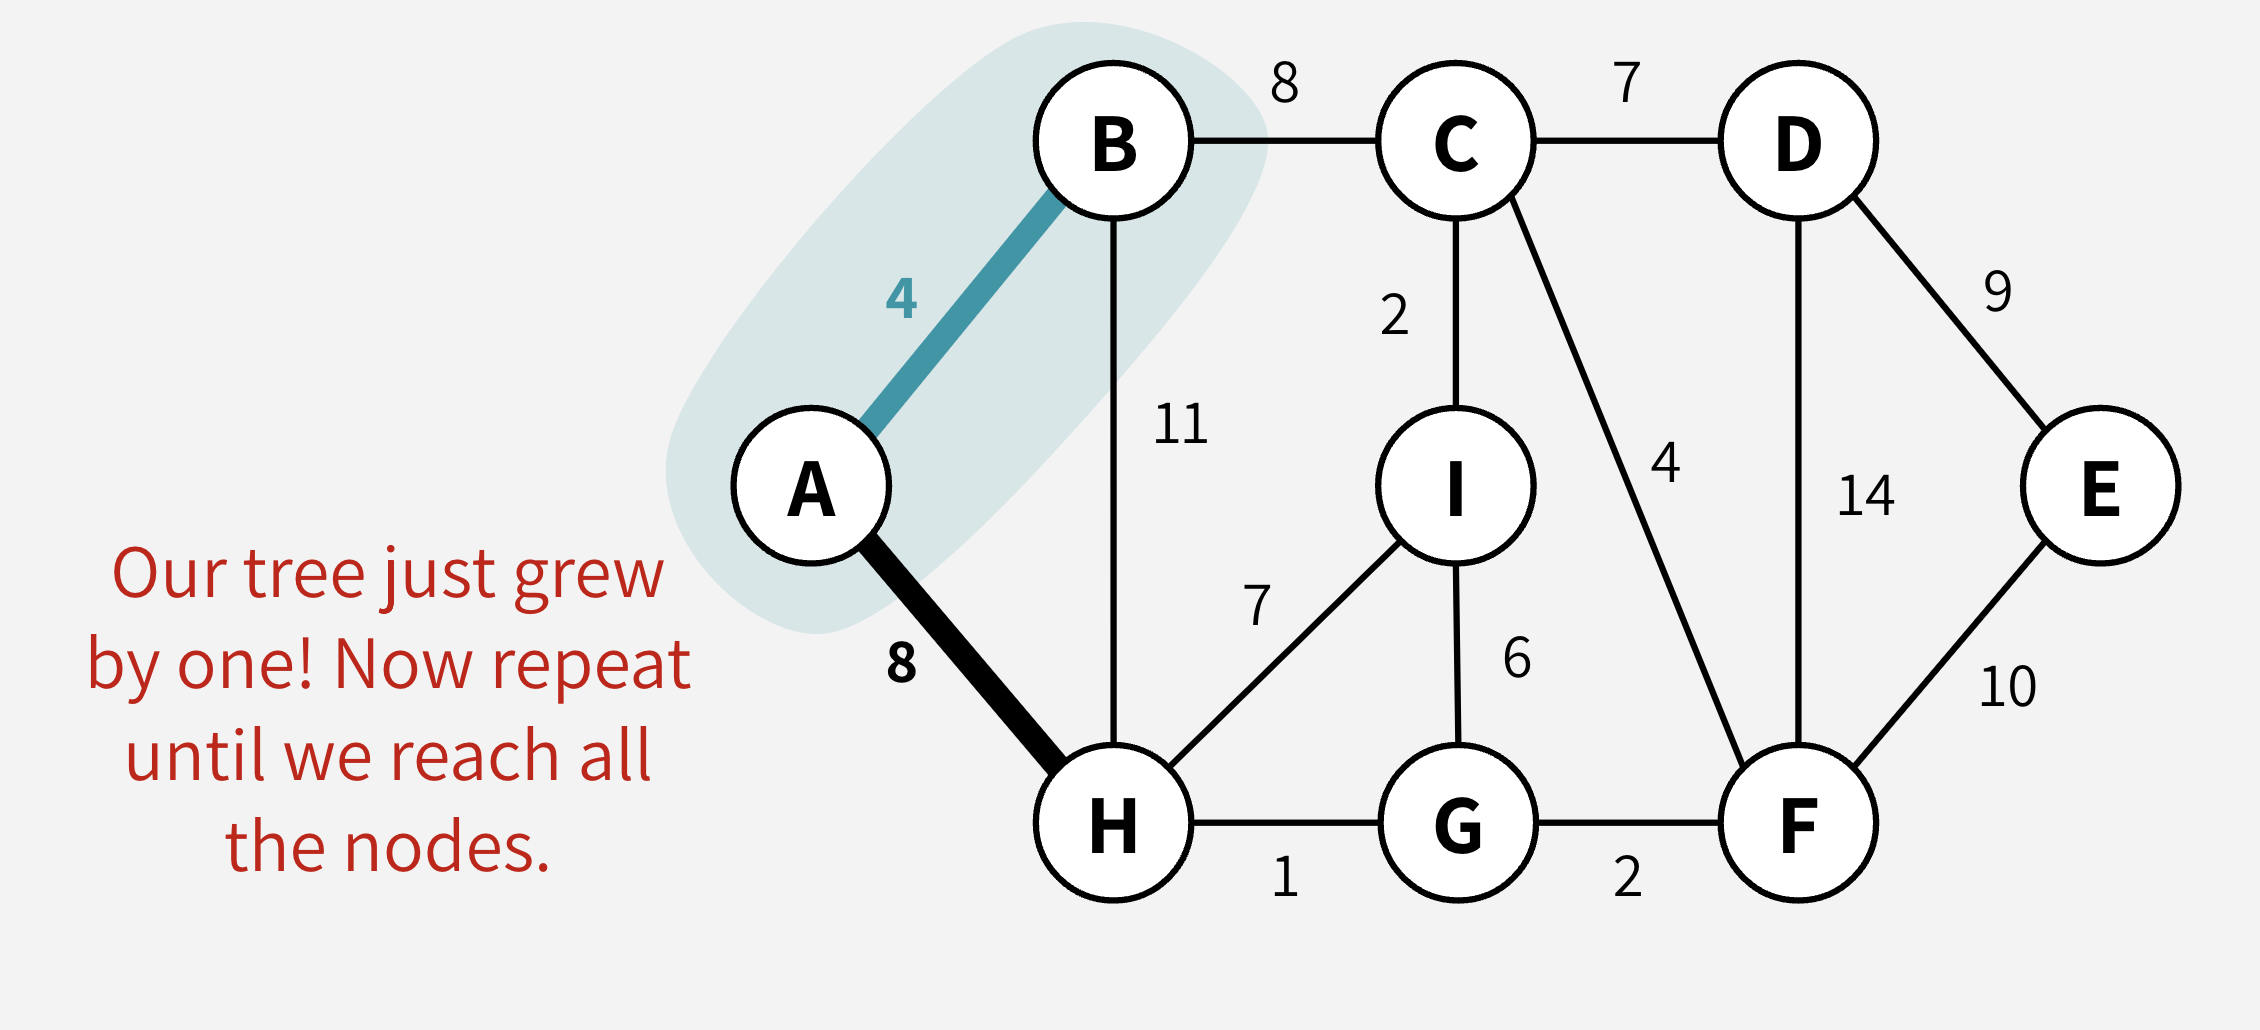 8
7
B
C
D
4
2
9
11
4
14
A
I
E
Our tree just grew
by one! Now repeat
until we reach all
the nodes.
7
8
6
10
H
G
F
1
2